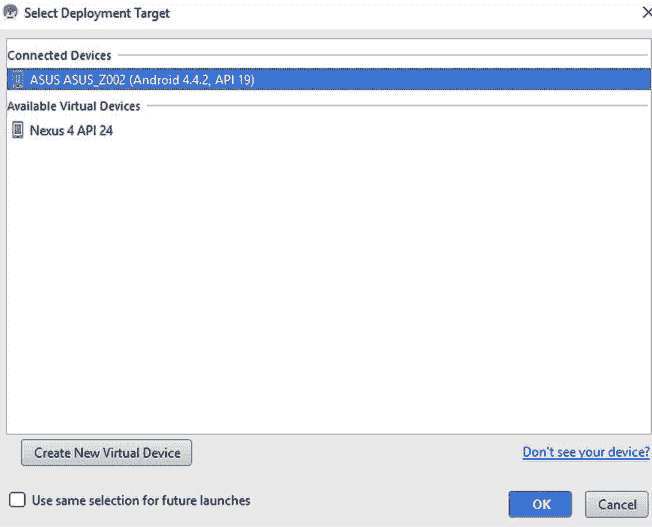 Select Deployment Target
Connected Devices
ASUS ASUS_Z002 (Android 4.4.2, API 19)
Available Virtual Devices
Nexus 4 API 24
Create New Virtual Device
Don't see your device?
Use same selection for future launches
OK
Cancel